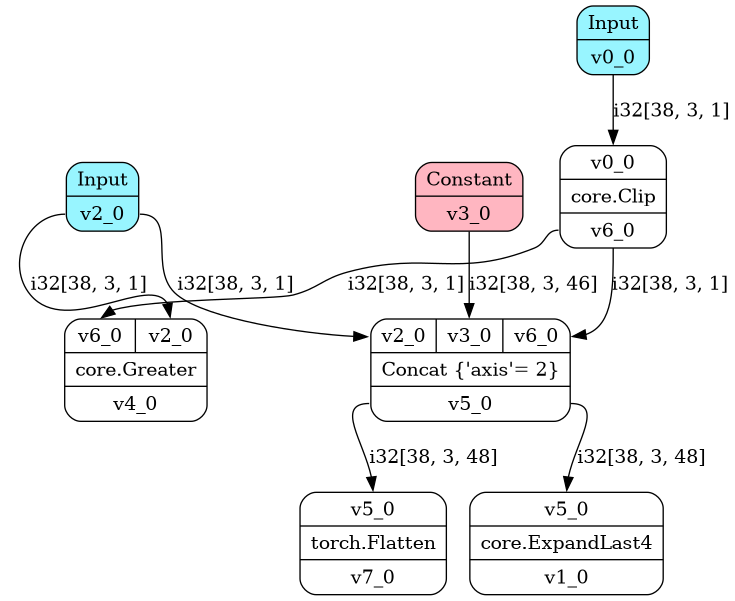 Input
v0_0
i32[38, 3, 1]
v0_0
core.Clip
v6_0
Input
v2_0
Constant
v3_0
i32[38, 3, 1]
i32[38, 3, 1]
i32[38, 3, 1]
i32[38, 3, 46]
i32[38, 3, 1]
v6_0
v2_0
core.Greater
v4_0
v2_0
v3_0
v6_0
Concat {'axis'= 2}
v5_0
i32[38, 3, 48]
i32[38, 3, 48]
v5_0
torch.Flatten
v7_0
v5_0
core.ExpandLast4
v1_0